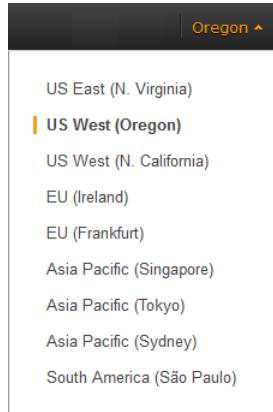 Oregon
US East (N. Virginia)
US West (Oregon)
US West (N. California)
EU (Ireland)
EU (Frankfurt)
Asia Pacific (Singapore)
Asia Pacific (Tokyo)
Asia Pacific (Sydney)
South America (São Paulo)